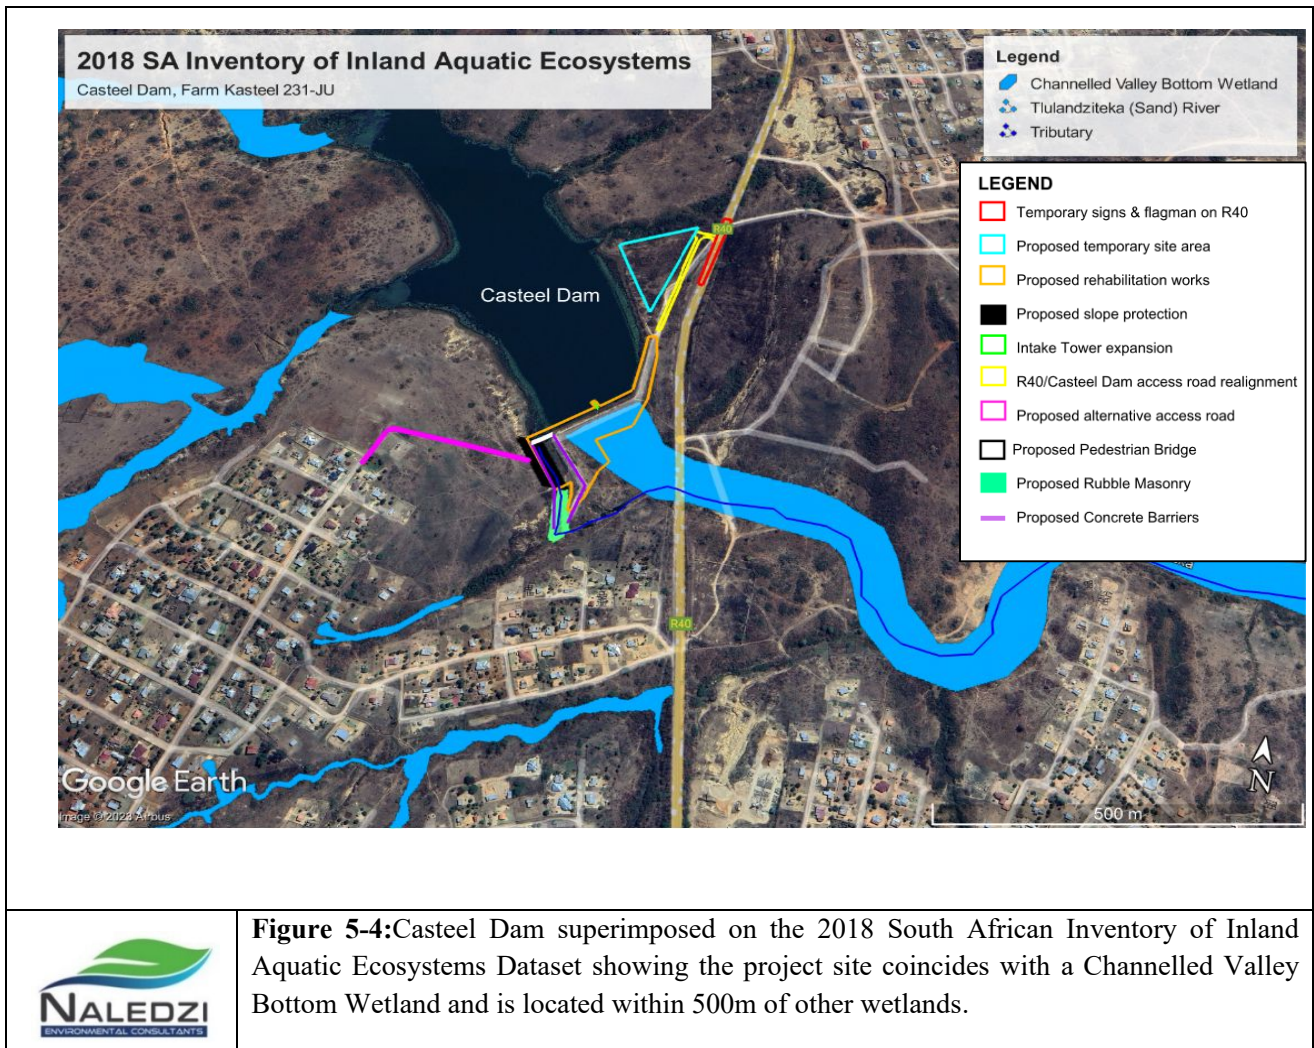 2018 SA Inventory of Inland Aquatic Ecosystems
Casteel Dam, Farm Kasteel 231-JU
Legend
Channelled Valley Bottom Wetland
Tlulandziteka (Sand) River
Tributary
LEGEND
Temporary signs & flagman on R40
Proposed temporary site area
Proposed rehabilitation works
Proposed slope protection
Intake Tower expansion
R40/Casteel Dam access road realignment
Proposed alternative access road
Proposed Pedestrian Bridge
Proposed Rubble Masonry
Proposed Concrete Barriers
R40
Casteel Dam
R40
Google Earth
Image © 2023 Airbus
N
500 m
NALEDZI
ENVIRONMENTAL CONSULTANTS
Figure 5-4:Casteel Dam superimposed on the 2018 South African Inventory of Inland
Aquatic Ecosystems Dataset showing the project site coincides with a Channelled Valley
Bottom Wetland and is located within 500m of other wetlands.